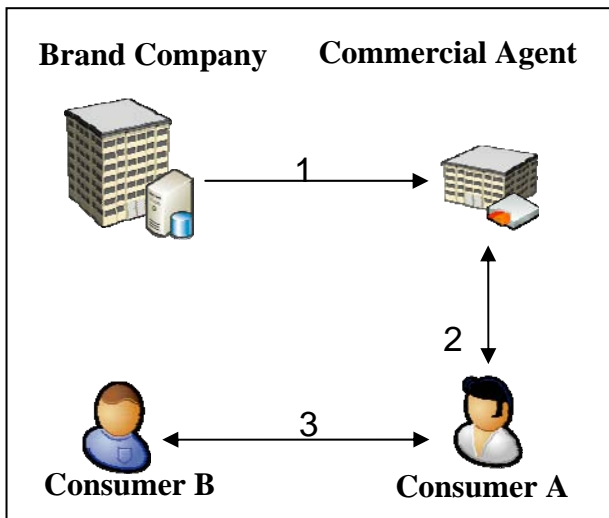 Brand Company
Commercial Agent
1
2
3
Consumer B
Consumer A